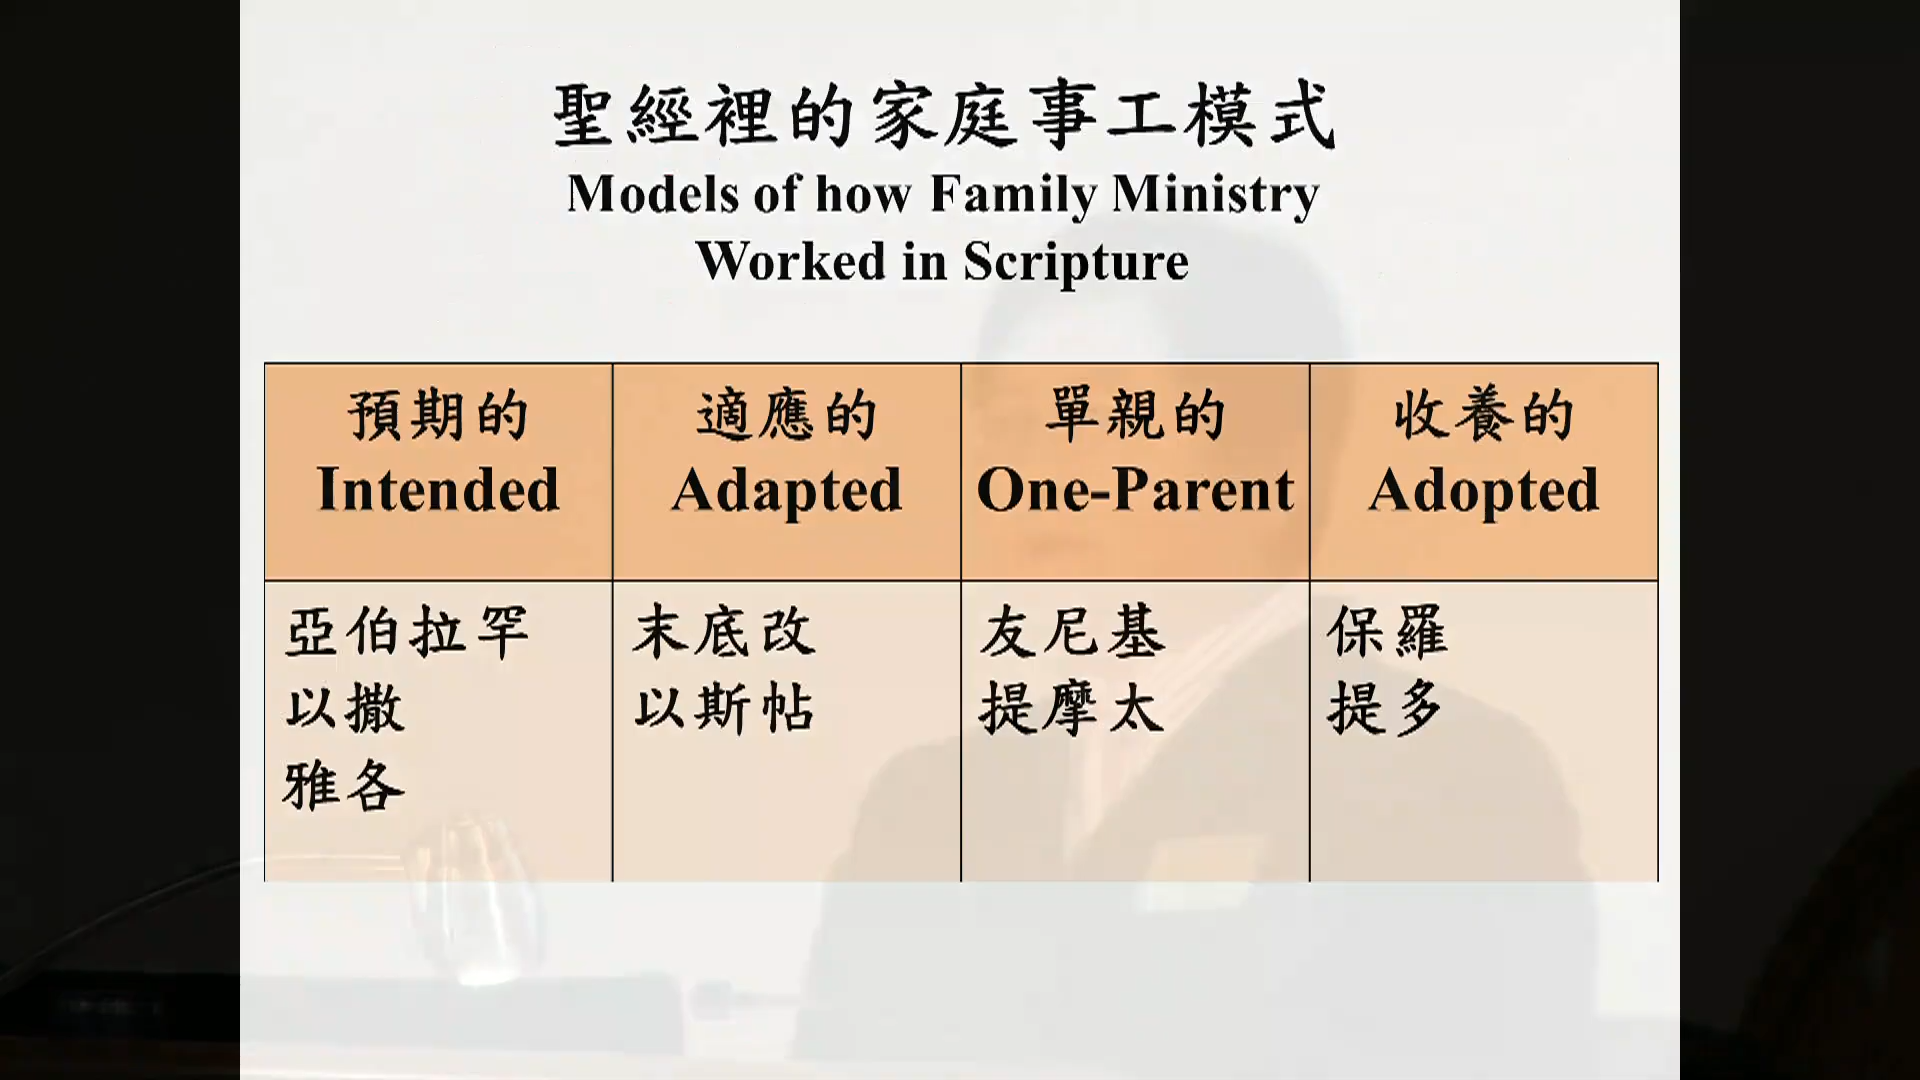 聖經裡的家庭事工模式
Models of how Family Ministry
Worked in Scripture
預期的
Intended
適應的
Adapted
單親的
One-Parent
收養的
Adopted
亞伯拉罕
以撒
雅各
末底改
以斯帖
友尼基
提摩太
保羅
提多